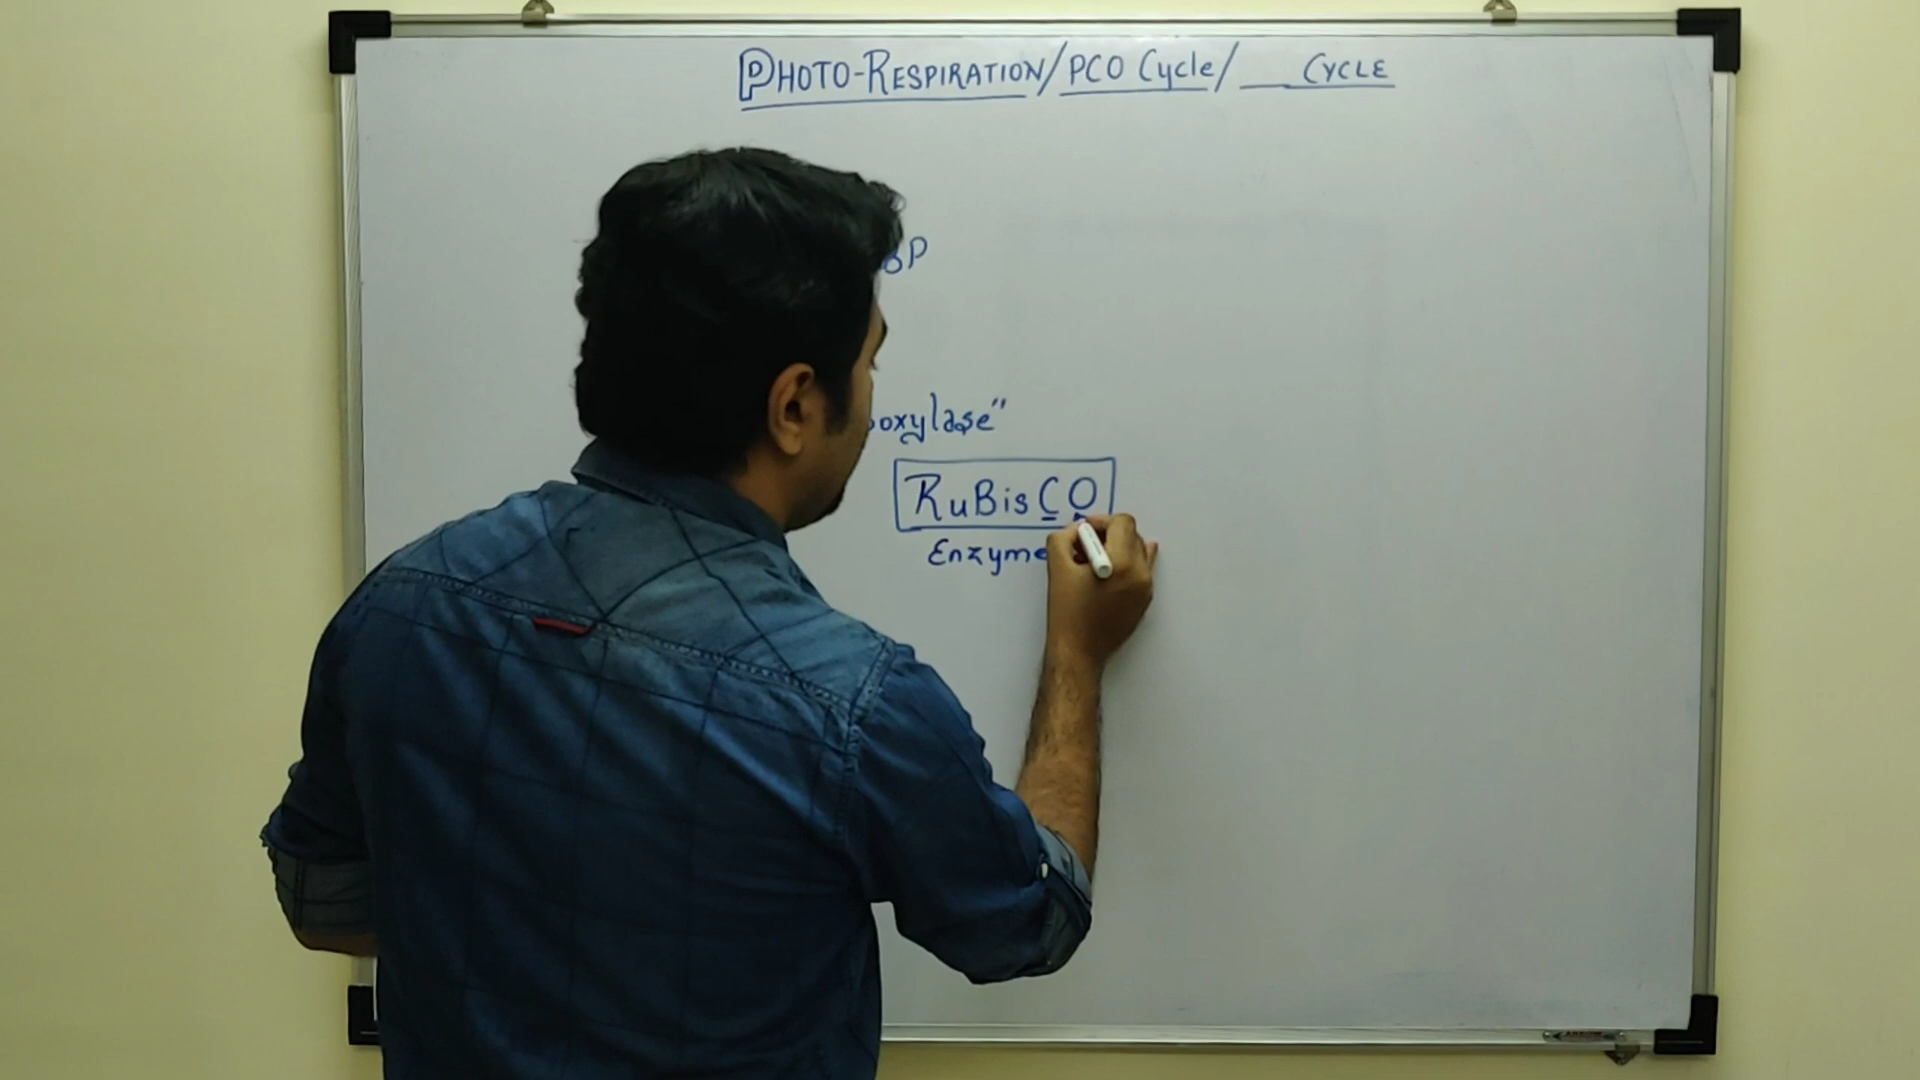 PHOTO-RESPIRATION/PCO Cycle/___ CYCLE
BP
oxylase"
RuBisCO
Enzyme